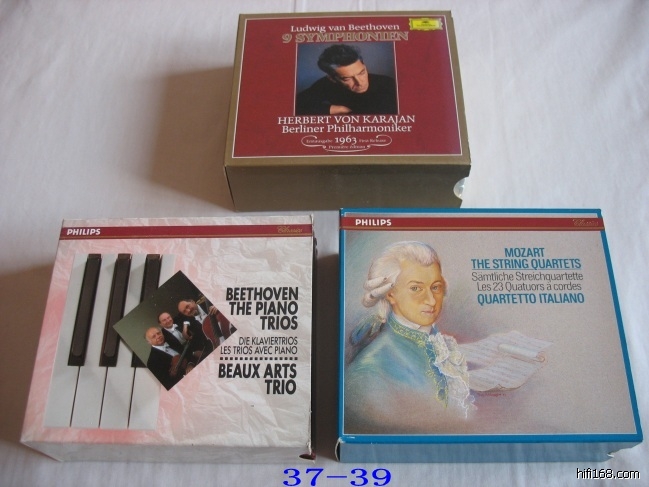 Ludwig van Beethoven
9 SYMPHONIEN
HERBERT VON KARAJAN
Berliner Philharmoniker
1963
PHILIPS
Classics
BEETHOVEN
THE PIANO
TRIOS
DIE KLAVIERTRIOS
LES TRIOS AVEC PIANO
BEAUX ARTS
TRIO
PHILIPS
Classics
MOZART
THE STRING QUARTETS
Sämtliche Streichquartette
Les 23 Quatuors à cordes
QUARTETTO ITALIANO
37-39
hifi168.com